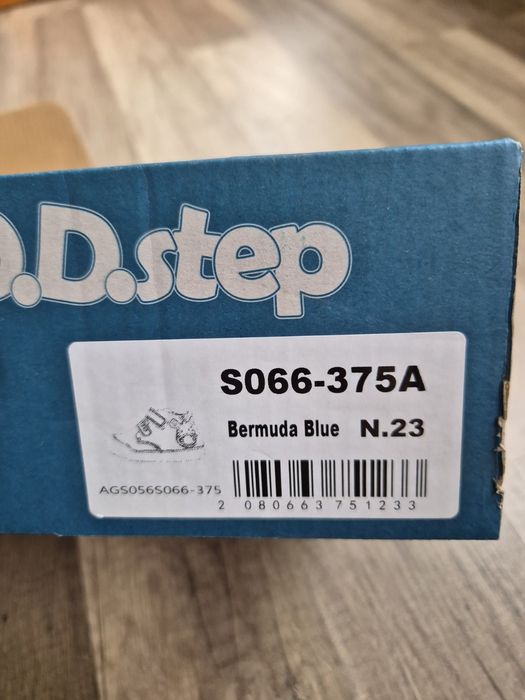 D.D.step
S066-375A
Bermuda Blue N.23
AGS056S066-375
2 080663 751233